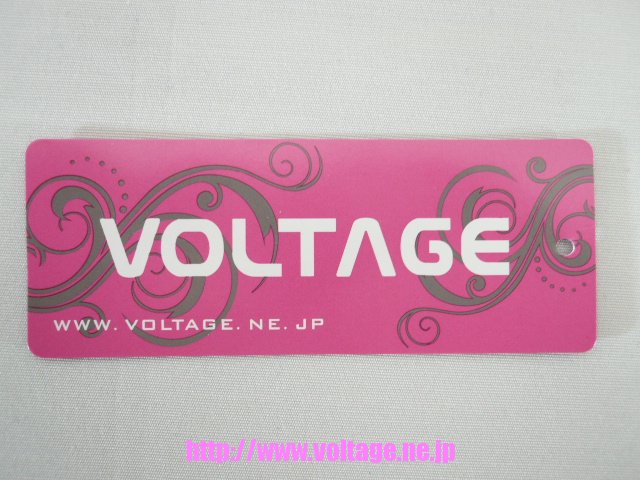 VOLTAGE
WWW. VOLTAGE. NE. JP
http://www.voltage.ne.jp